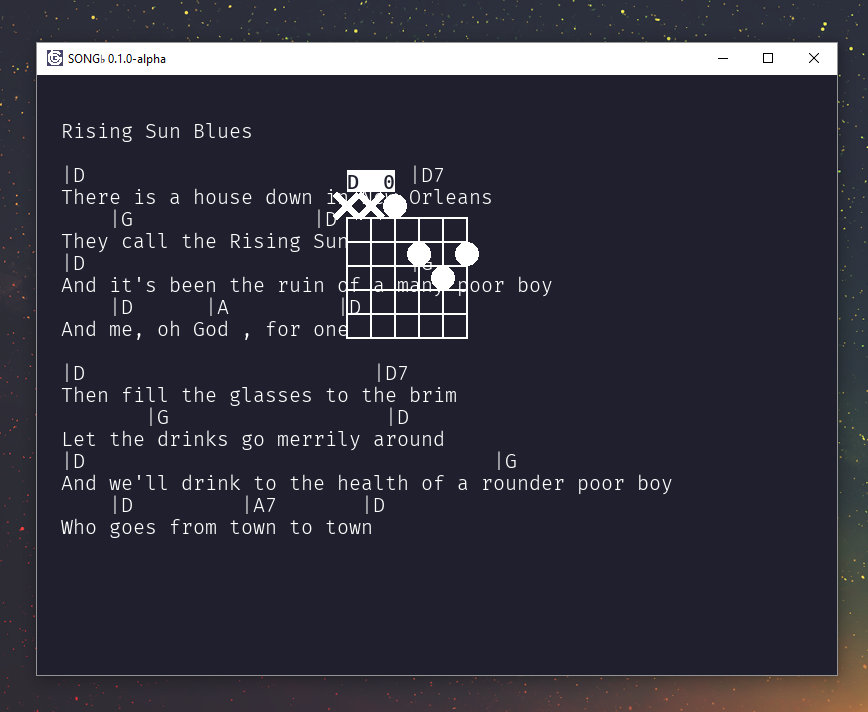 SONG♭ 0.1.0-alpha
Rising Sun Blues
|D |D7
D 0
There is a house down in Orleans
|G |D
They call the Rising Sun
|D |G
And it's been the ruin of a many poor boy
|D |A |D
And me, oh God , for one
|D |D7
Then fill the glasses to the brim
|G |D
Let the drinks go merrily around
|D |G
And we'll drink to the health of a rounder poor boy
|D |A7 |D
Who goes from town to town